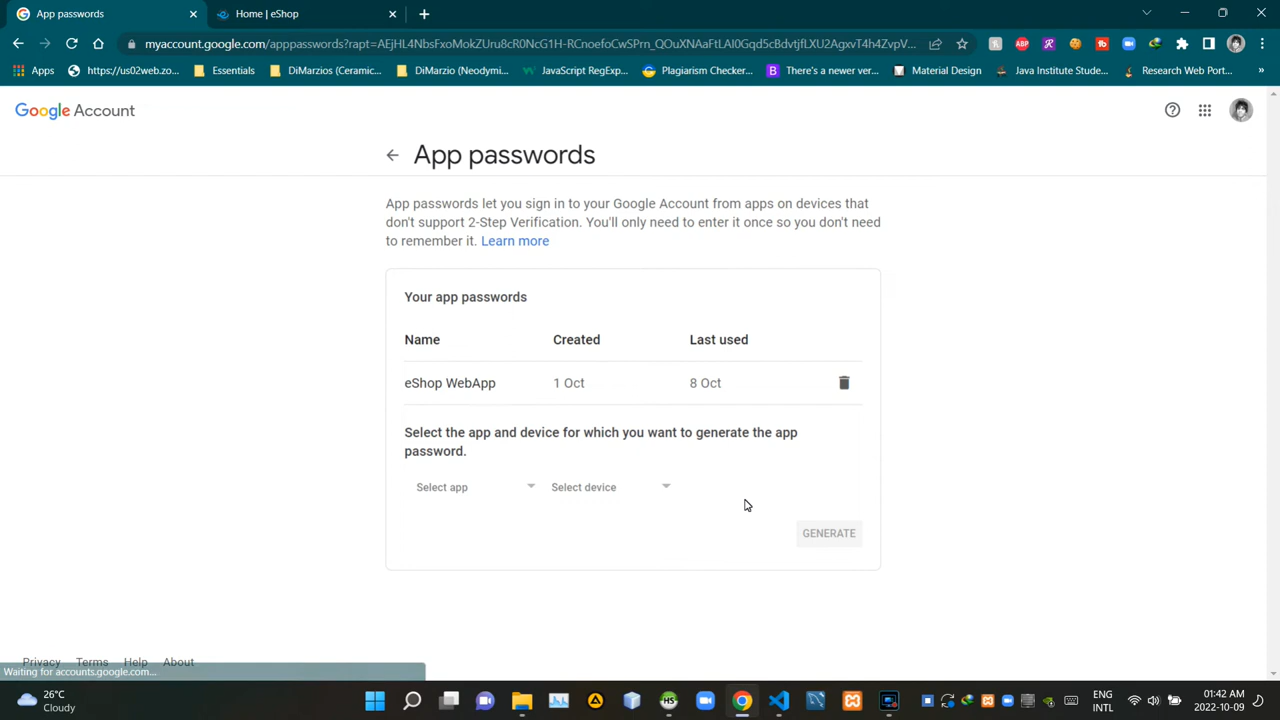 App passwords
Home | eShop
myaccount.google.com/apppasswords?rapt=AEjHL4NbsFxoMokZUru8cR0NcG1H-RCnoefoCwSPrn_QOuXNAaFtLAI0Gqd5cBdvtjfLXU2AgxvT4h4ZvpV...
Apps
https://us02web.zo...
Essentials
DiMarzios (Ceramic...
DiMarzio (Neodymi...
JavaScript RegExp...
Plagiarism Checker...
There's a newer ver...
Material Design
Java Institute Stude...
Research Web Port...
»
Google Account
App passwords
App passwords let you sign in to your Google Account from apps on devices that
don't support 2-Step Verification. You'll only need to enter it once so you don't need
to remember it. Learn more
Your app passwords
Name Created Last used
eShop WebApp 1 Oct 8 Oct
Select the app and device for which you want to generate the app
password.
Select app Select device
GENERATE
Privacy Terms Help About
Waiting for accounts.google.com...
26°C
Cloudy
ENG
INTL
01:42 AM
2022-10-09